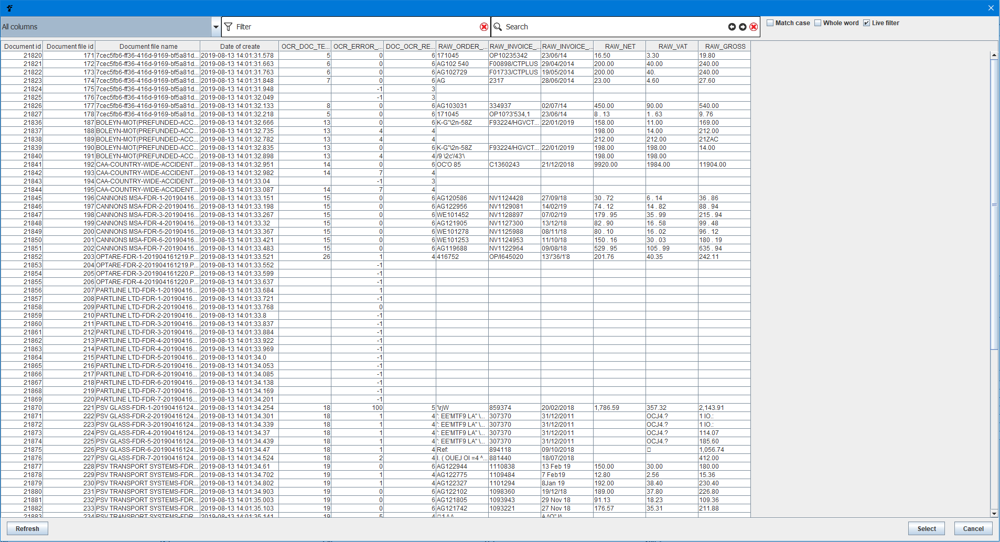 All columns Filter Search Match case Whole word Live filter
Document id Document file id Document file name Date of create OCR_DOC_TE... OCR_ERROR_... DOC_OCR_RE... RAW_ORDER_... RAW_INVOICE_... RAW_INVOICE_... RAW_NET RAW_VAT RAW_GROSS
21820 171 7cec5fb6-ff36-416d-9169-bf5a81d... 2019-08-13 14:01:31.578 5 0 6 171045 OP10235342 23/06/14 16.50 3.30 19.80
21821 172 7cec5fb6-ff36-416d-9169-bf5a81d... 2019-08-13 14:01:31.663 6 0 6 AG102 540 F00898/CTPLUS 29/04/2014 200.00 40.00 240.00
21822 173 7cec5fb6-ff36-416d-9169-bf5a81d... 2019-08-13 14:01:31.763 6 0 6 AG102729 F01733/CTPLUS 19/05/2014 200.00 40. 240.00
21823 174 7cec5fb6-ff36-416d-9169-bf5a81d... 2019-08-13 14:01:31.848 7 0 6 AG 2317 28/06/2014 23.00 4.60 27.60
21824 175 7cec5fb6-ff36-416d-9169-bf5a81d... 2019-08-13 14:01:31.948 -1 3
21825 176 7cec5fb6-ff36-416d-9169-bf5a81d... 2019-08-13 14:01:32.049 -1 3
21826 177 7cec5fb6-ff36-416d-9169-bf5a81d... 2019-08-13 14:01:32.133 8 0 6 AG103031 334937 02/07/14 450.00 90.00 540.00
21827 178 7cec5fb6-ff36-416d-9169-bf5a81d... 2019-08-13 14:01:32.218 5 0 6 171045 OP10?3'534,1 23/06/14 8 . 13 1 . 63 9. 76
21836 187 BOLEYN-MOT(PREFUNDED-ACC... 2019-08-13 14:01:32.666 13 0 6 K-G"\2n-58Z F93224/HGVCT... 22/01/2019 158.00 11.00 169.00
21837 188 BOLEYN-MOT(PREFUNDED-ACC... 2019-08-13 14:01:32.735 13 4 4 198.00 14.00 212.00
21838 189 BOLEYN-MOT(PREFUNDED-ACC... 2019-08-13 14:01:32.782 13 4 4 212.00 212.00 21ZAC
21839 190 BOLEYN-MOT(PREFUNDED-ACC... 2019-08-13 14:01:32.835 13 0 6 K-G"\2n-58Z F93224/HGVCT... 22/01/2019 198.00 198.00 14.00
21840 191 BOLEYN-MOT(PREFUNDED-ACC... 2019-08-13 14:01:32.898 13 4 4 /9 \2c'/43'\ 198.00 198.00
21841 192 CAA-COUNTRY-WIDE-ACCIDENT... 2019-08-13 14:01:32.951 14 0 6 OC'O 85 C1360243 21/12/2018 9920.00 1984.00 11904.00
21842 193 CAA-COUNTRY-WIDE-ACCIDENT... 2019-08-13 14:01:32.982 14 7 4
21843 194 CAA-COUNTRY-WIDE-ACCIDENT... 2019-08-13 14:01:33.04 -1 3
21844 195 CAA-COUNTRY-WIDE-ACCIDENT... 2019-08-13 14:01:33.087 14 7 4
21845 196 CANNONS MSA-FDR-1-20190416... 2019-08-13 14:01:33.151 15 0 6 AG120586 NV1124428 27/09/18 30 . 72 6 . 14 36 . 86
21846 197 CANNONS MSA-FDR-2-20190416... 2019-08-13 14:01:33.198 15 0 6 AG122956 NV1129081 14/02/19 74 . 12 14 . 82 88 . 94
21847 198 CANNONS MSA-FDR-3-20190416... 2019-08-13 14:01:33.267 15 0 6 WE101452 NV1128897 07/02/19 179 . 95 35 . 99 215 . 94
21848 199 CANNONS MSA-FDR-4-20190416... 2019-08-13 14:01:33.32 15 0 6 AG121905 NV1127300 13/12/18 82 . 90 16 . 58 99 . 48
21849 200 CANNONS MSA-FDR-5-20190416... 2019-08-13 14:01:33.367 15 0 6 WE101278 NV1125988 08/11/18 80 . 10 16 . 02 96 . 12
21850 201 CANNONS MSA-FDR-6-20190416... 2019-08-13 14:01:33.421 15 0 6 WE101253 NV1124953 11/10/18 150 . 16 30 . 03 180 . 19
21851 202 CANNONS MSA-FDR-7-20190416... 2019-08-13 14:01:33.483 15 0 6 AG119688 NV1122964 09/08/18 529 . 95 105 . 99 635 . 94
21852 203 OPTARE-FDR-1-201904161219.P... 2019-08-13 14:01:33.521 26 1 4 416752 OP/I645020 13'/'36/1'8 201.76 40.35 242.11
21853 204 OPTARE-FDR-2-201904161219.P... 2019-08-13 14:01:33.552 -1
21854 205 OPTARE-FDR-3-201904161220.P... 2019-08-13 14:01:33.599 -1
21855 206 OPTARE-FDR-4-201904161220.P... 2019-08-13 14:01:33.637 -1
21856 207 PARTLINE LTD-FDR-1-20190416... 2019-08-13 14:01:33.684 1
21857 208 PARTLINE LTD-FDR-1-20190416... 2019-08-13 14:01:33.721 -1
21858 209 PARTLINE LTD-FDR-2-20190416... 2019-08-13 14:01:33.768 0
21859 210 PARTLINE LTD-FDR-2-20190416... 2019-08-13 14:01:33.8 -1
21860 211 PARTLINE LTD-FDR-3-20190416... 2019-08-13 14:01:33.837 -1
21861 212 PARTLINE LTD-FDR-3-20190416... 2019-08-13 14:01:33.884 -1
21862 213 PARTLINE LTD-FDR-4-20190416... 2019-08-13 14:01:33.922 -1
21863 214 PARTLINE LTD-FDR-4-20190416... 2019-08-13 14:01:33.969 -1
21864 215 PARTLINE LTD-FDR-5-20190416... 2019-08-13 14:01:34.0 -1
21865 216 PARTLINE LTD-FDR-5-20190416... 2019-08-13 14:01:34.053 -1
21866 217 PARTLINE LTD-FDR-6-20190416... 2019-08-13 14:01:34.085 -1
21867 218 PARTLINE LTD-FDR-6-20190416... 2019-08-13 14:01:34.138 -1
21868 219 PARTLINE LTD-FDR-7-20190416... 2019-08-13 14:01:34.169 -1
21869 220 PARTLINE LTD-FDR-7-20190416... 2019-08-13 14:01:34.201 -1
21870 221 PSV GLASS-FDR-1-20190416124... 2019-08-13 14:01:34.254 18 100 5 '\rjW 859374 20/02/2018 1,786.59 357.32 2,143.91
21871 222 PSV GLASS-FDR-2-20190416124... 2019-08-13 14:01:34.301 18 1 4 ': EE'MTF9 LA" \... 307370 31/12/2011 OCJ4.? 1 IO.:
21872 223 PSV GLASS-FDR-3-20190416124... 2019-08-13 14:01:34.339 18 1 4 ': EE'MTF9 LA" \... 307370 31/12/2011 OCJ4.? 1 IO.:
21873 224 PSV GLASS-FDR-4-20190416124... 2019-08-13 14:01:34.37 18 1 4 ': EE'MTF9 LA" \... 307370 31/12/2011 OCJ4.? 114.07
21874 225 PSV GLASS-FDR-5-20190416124... 2019-08-13 14:01:34.439 18 1 4 ': EE'MTF9 LA" \... 307370 31/12/2011 OCJ4.? 185.60
21875 226 PSV GLASS-FDR-6-20190416124... 2019-08-13 14:01:34.47 18 1 4 Ref: 894118 09/10/2018 □ 1,056.74
21876 227 PSV GLASS-FDR-7-20190416124... 2019-08-13 14:01:34.524 18 2 4 I. ( OUEJ OI =4 ^... 881440 18/07/2018 412.00
21877 228 PSV TRANSPORT SYSTEMS-FDR... 2019-08-13 14:01:34.61 19 0 6 AG122944 1110838 13 Feb 19 150.00 30.00 180.00
21878 229 PSV TRANSPORT SYSTEMS-FDR... 2019-08-13 14:01:34.702 19 1 4 AG122775 1109484 7 Feb19 12.80 2.56 15.36
21879 230 PSV TRANSPORT SYSTEMS-FDR... 2019-08-13 14:01:34.802 19 1 4 AG122327 1101294 8Jan 19 192.00 38.40 230.40
21880 231 PSV TRANSPORT SYSTEMS-FDR... 2019-08-13 14:01:34.903 19 0 6 AG122102 1098360 19/12/18 189.00 37.80 226.80
21881 232 PSV TRANSPORT SYSTEMS-FDR... 2019-08-13 14:01:35.003 19 0 6 AG121805 1093943 29 Nov 18 91.13 18.23 109.36
21882 233 PSV TRANSPORT SYSTEMS-FDR... 2019-08-13 14:01:35.103 19 0 6 AG121742 1093221 27 Nov 18 176.57 35.31 211.88
21883 234 PSV TRANSPORT SYSTEMS-FDR... 2019-08-13 14:01:35.141 19 5 4
Refresh Select Cancel